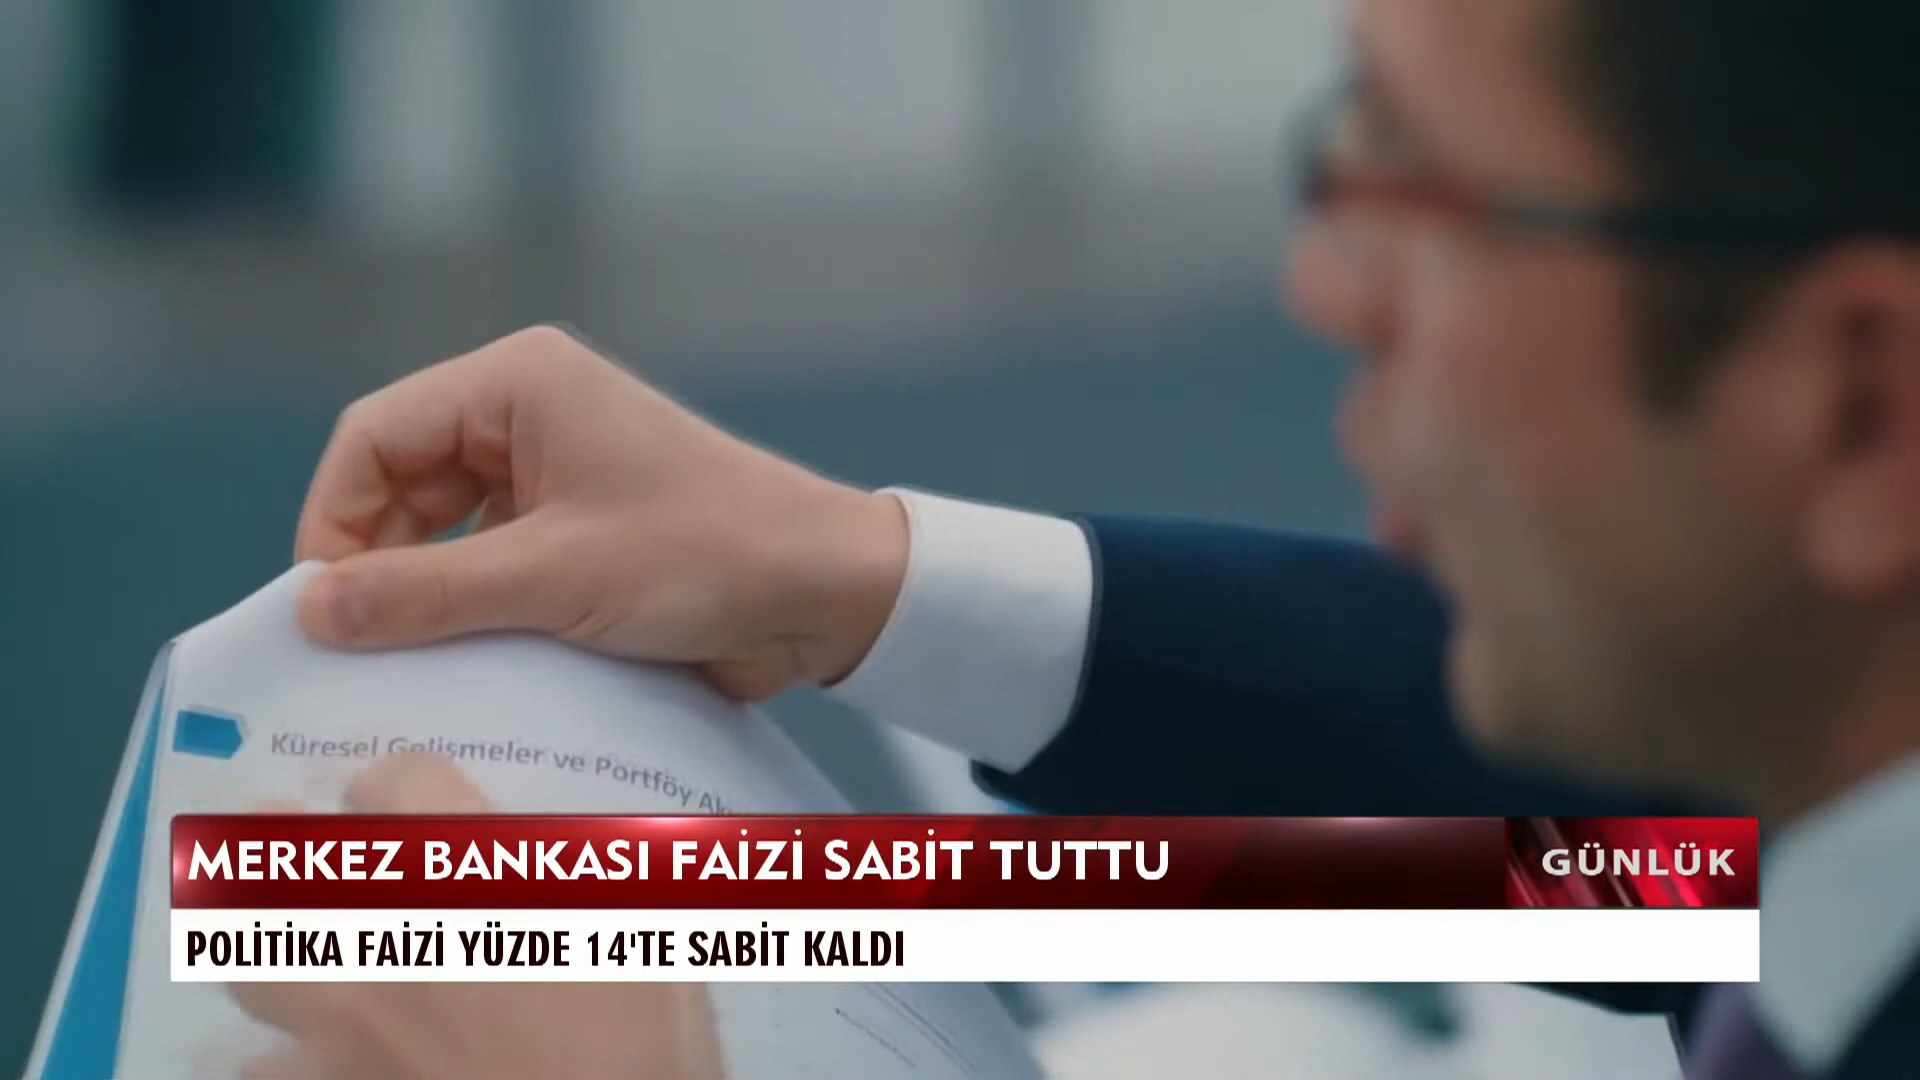 Küresel Gelişmeler ve Portföy
MERKEZ BANKASI FAİZİ SABİT TUTTU
GÜNLÜK
POLİTİKA FAİZİ YÜZDE 14'TE SABİT KALDI